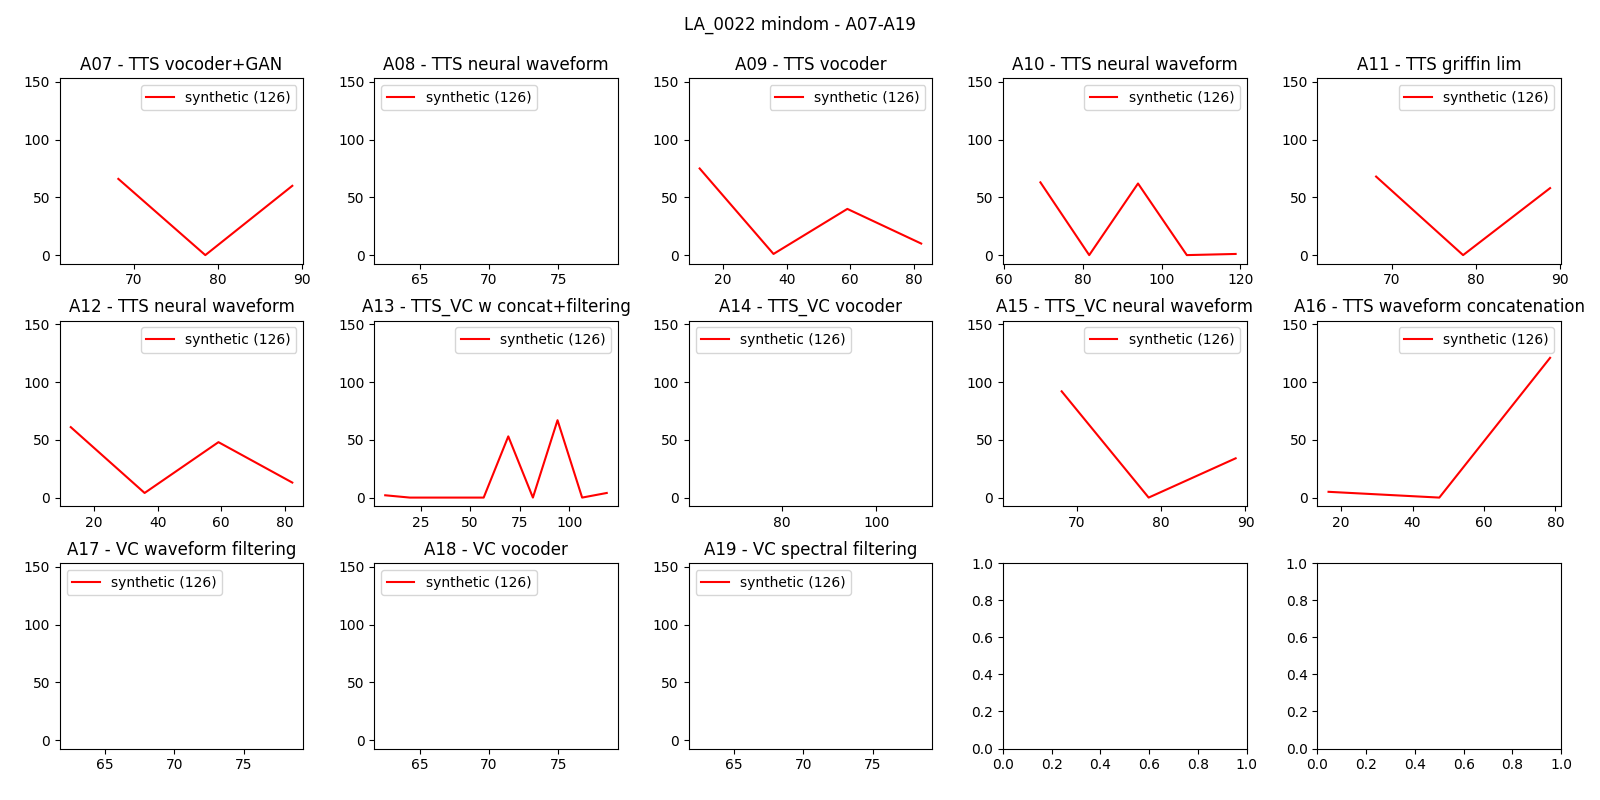 LA_0022 mindom - A07-A19
A07 - TTS vocoder+GAN
synthetic (126)
150
100
50
0
70 80 90
A08 - TTS neural waveform
synthetic (126)
150
100
50
0
65 70 75
A09 - TTS vocoder
synthetic (126)
150
100
50
0
20 40 60 80
A10 - TTS neural waveform
synthetic (126)
150
100
50
0
60 80 100 120
A11 - TTS griffin lim
synthetic (126)
150
100
50
0
70 80 90
A12 - TTS neural waveform
synthetic (126)
150
100
50
0
20 40 60 80
A13 - TTS_VC w concat+filtering
synthetic (126)
150
100
50
0
25 50 75 100
A14 - TTS_VC vocoder
synthetic (126)
150
100
50
0
80 100
A15 - TTS_VC neural waveform
synthetic (126)
150
100
50
0
70 80 90
A16 - TTS waveform concatenation
synthetic (126)
150
100
50
0
20 40 60 80
A17 - VC waveform filtering
synthetic (126)
150
100
50
0
65 70 75
A18 - VC vocoder
synthetic (126)
150
100
50
0
65 70 75
A19 - VC spectral filtering
synthetic (126)
150
100
50
0
65 70 75
1.0
0.8
0.6
0.4
0.2
0.0
0.0 0.2 0.4 0.6 0.8 1.0
1.0
0.8
0.6
0.4
0.2
0.0
0.0 0.2 0.4 0.6 0.8 1.0